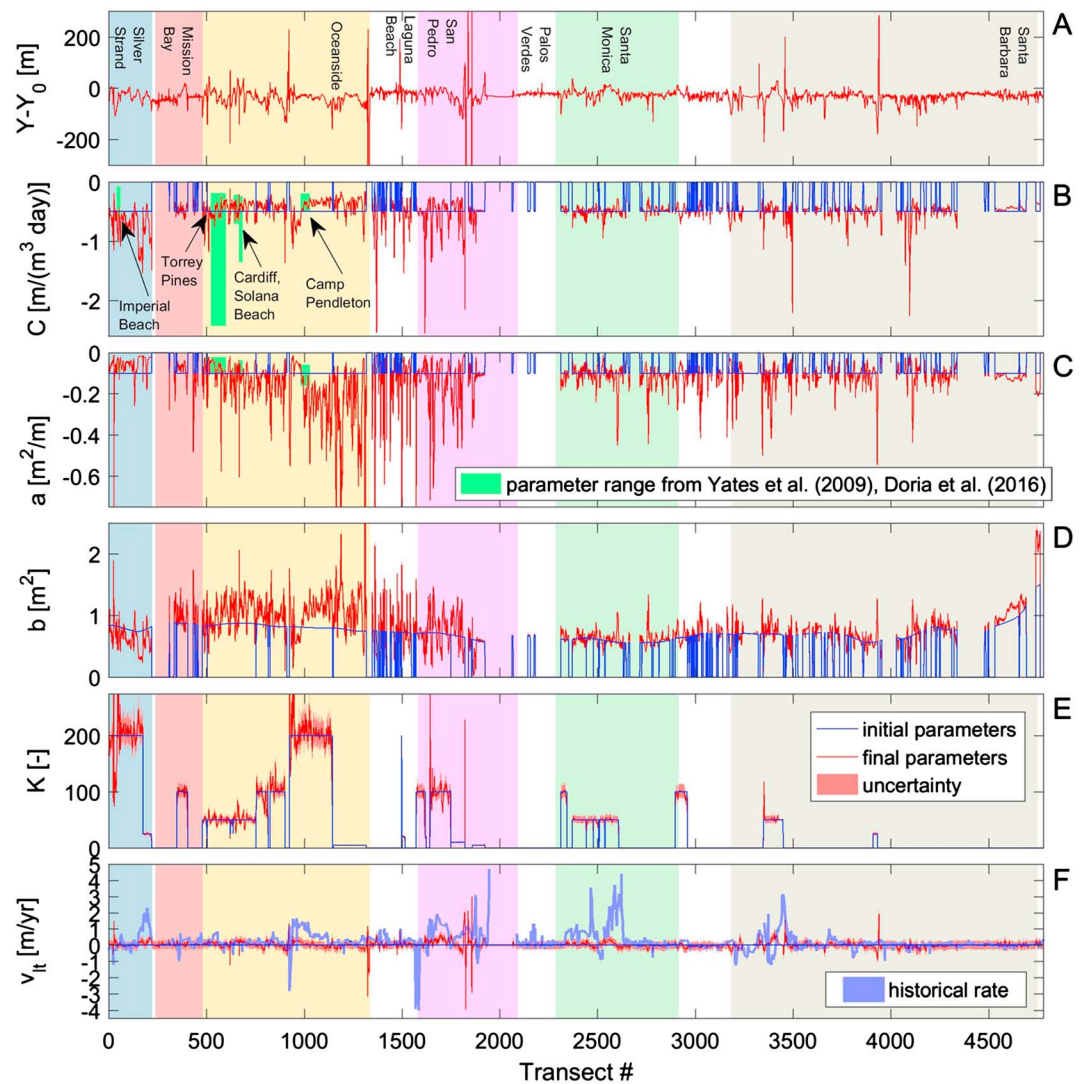 A
Y-Y0 [m]
200
0
-200
Silver
Strand
Mission
Bay
Oceanside
Laguna
Beach
San
Pedro
Palos
Verdes
Santa
Monica
Santa
Barbara
B
C [m/(m3 day)]
0
-1
-2
Imperial
Beach
Torrey
Pines
Cardiff,
Solana
Beach
Camp
Pendleton
C
a [m2/m]
0
-0.2
-0.4
-0.6
parameter range from Yates et al. (2009), Doria et al. (2016)
D
b [m2]
2
1
0
E
K [-]
200
100
0
initial parameters
final parameters
uncertainty
F
vlt [m/yr]
5
4
3
2
1
0
-1
-2
-3
-4
historical rate
0 500 1000 1500 2000 2500 3000 3500 4000 4500
Transect #